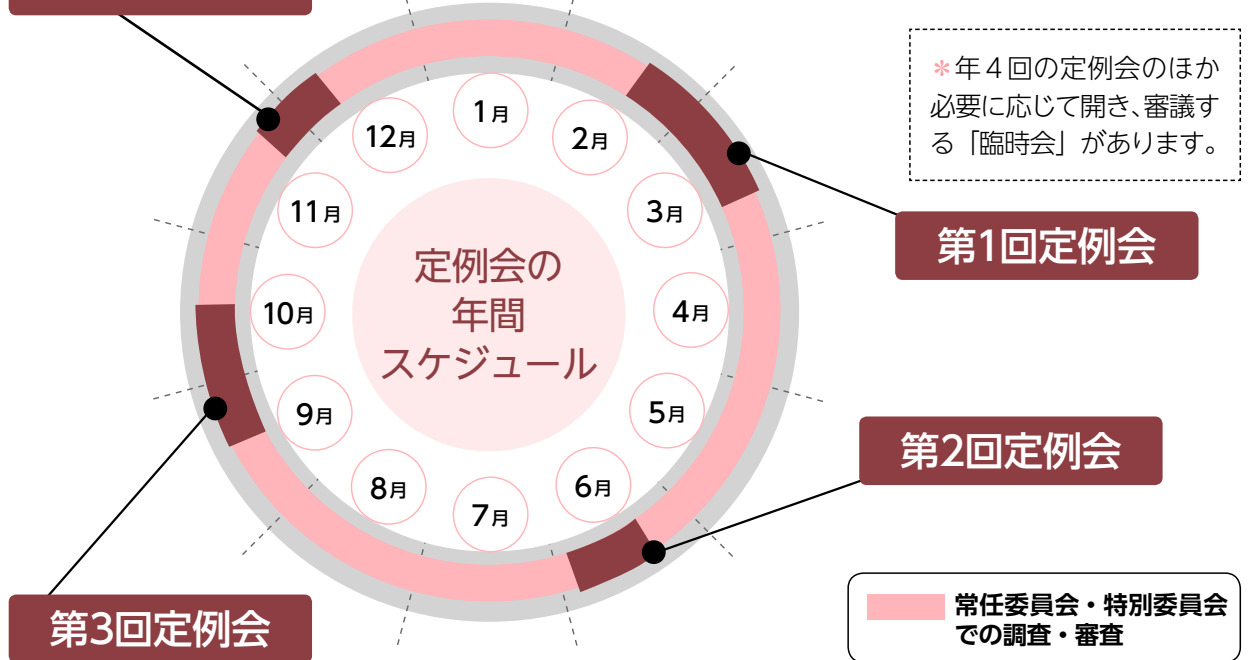 *年4回の定例会のほか
必要に応じて開き、審議す
る「臨時会」があります。
1月
2月
3月
4月
5月
6月
7月
8月
9月
10月
11月
12月
定例会の
年間
スケジュール
第1回定例会
第2回定例会
第3回定例会
常任委員会・特別委員会
での調査・審査